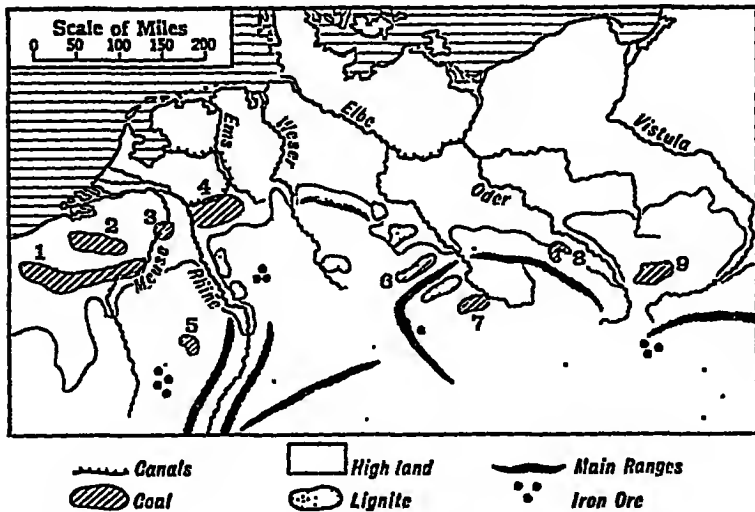 Scale of Miles
0 50 100 150 200
Ems
Weser
Elbe
Vistula
Oder
Meuse
Rhine
1
2
3
4
5
6
7
8
9
Canals
High land
Main Ranges
Coal
Lignite
Iron Ore